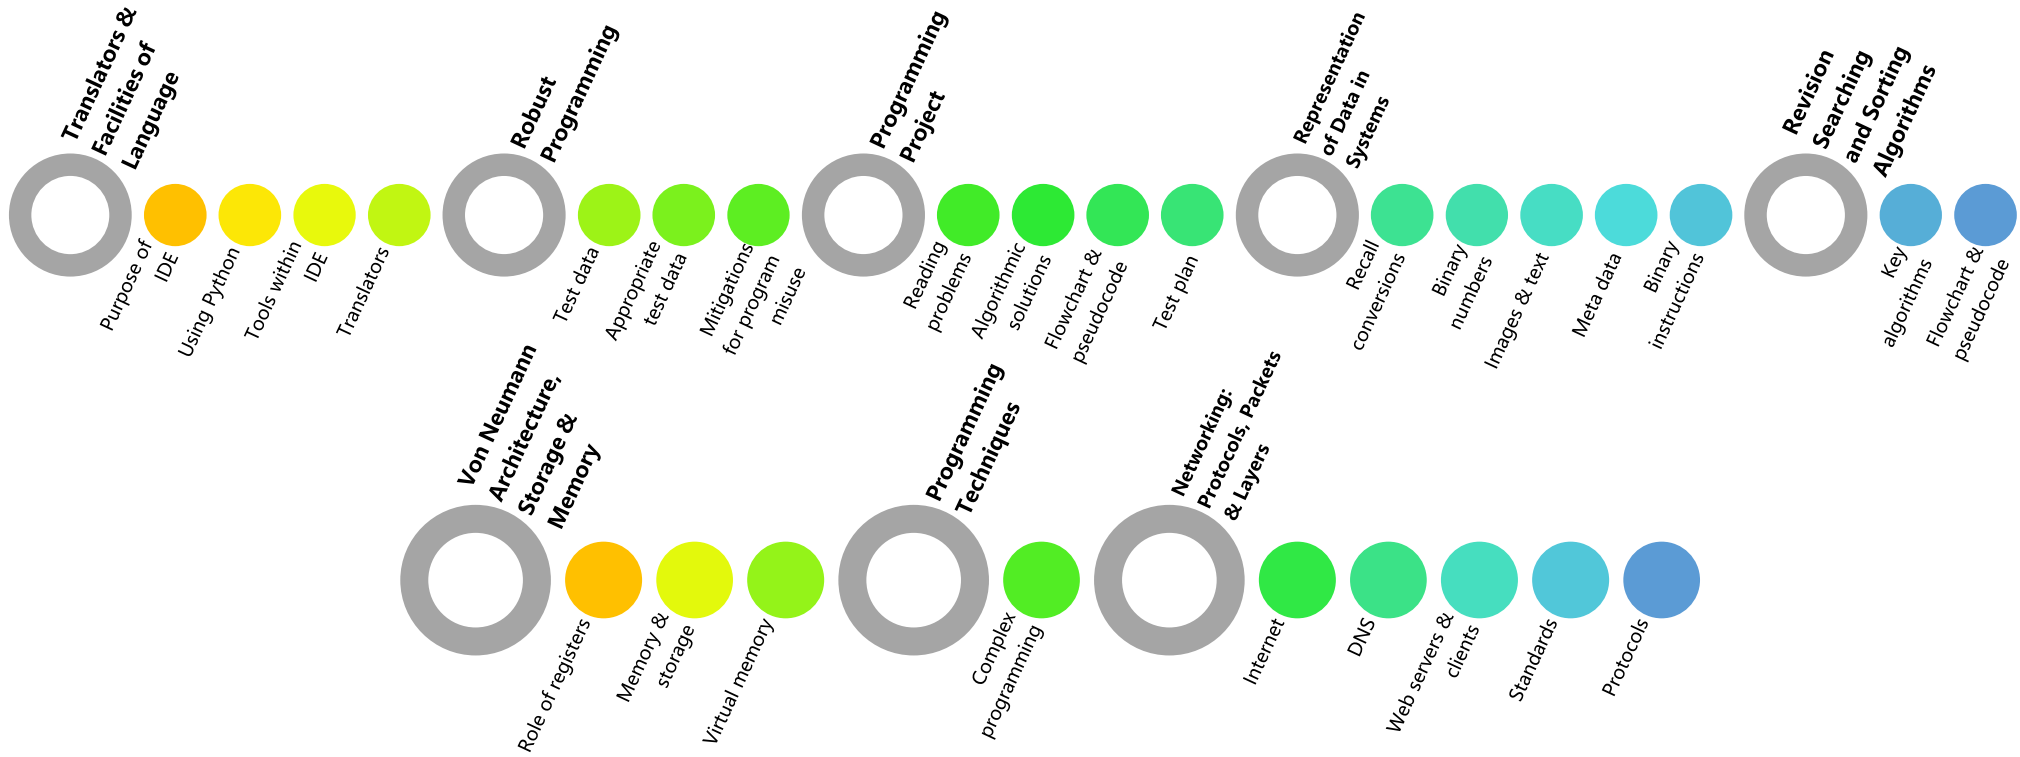 Translators &
Facilities of
Language
Purpose of
IDE
Using Python
Tools within
IDE
Translators
Robust
Programming
Test data
Appropriate
test data
Mitigations
for program
misuse
Programming
Project
Reading
problems
Algorithmic
solutions
Flowchart &
pseudocode
Test plan
Representation
of Data in
Systems
Recall
conversions
Binary
numbers
Images & text
Meta data
Binary
instructions
Revision
Searching
and Sorting
Algorithms
Key
algorithms
Flowchart &
pseudocode
Von Neumann
Architecture,
Storage &
Memory
Role of registers
Memory &
storage
Virtual memory
Programming
Techniques
Complex
programming
Networking:
Protocols, Packets
& Layers
Internet
DNS
Web servers &
clients
Standards
Protocols